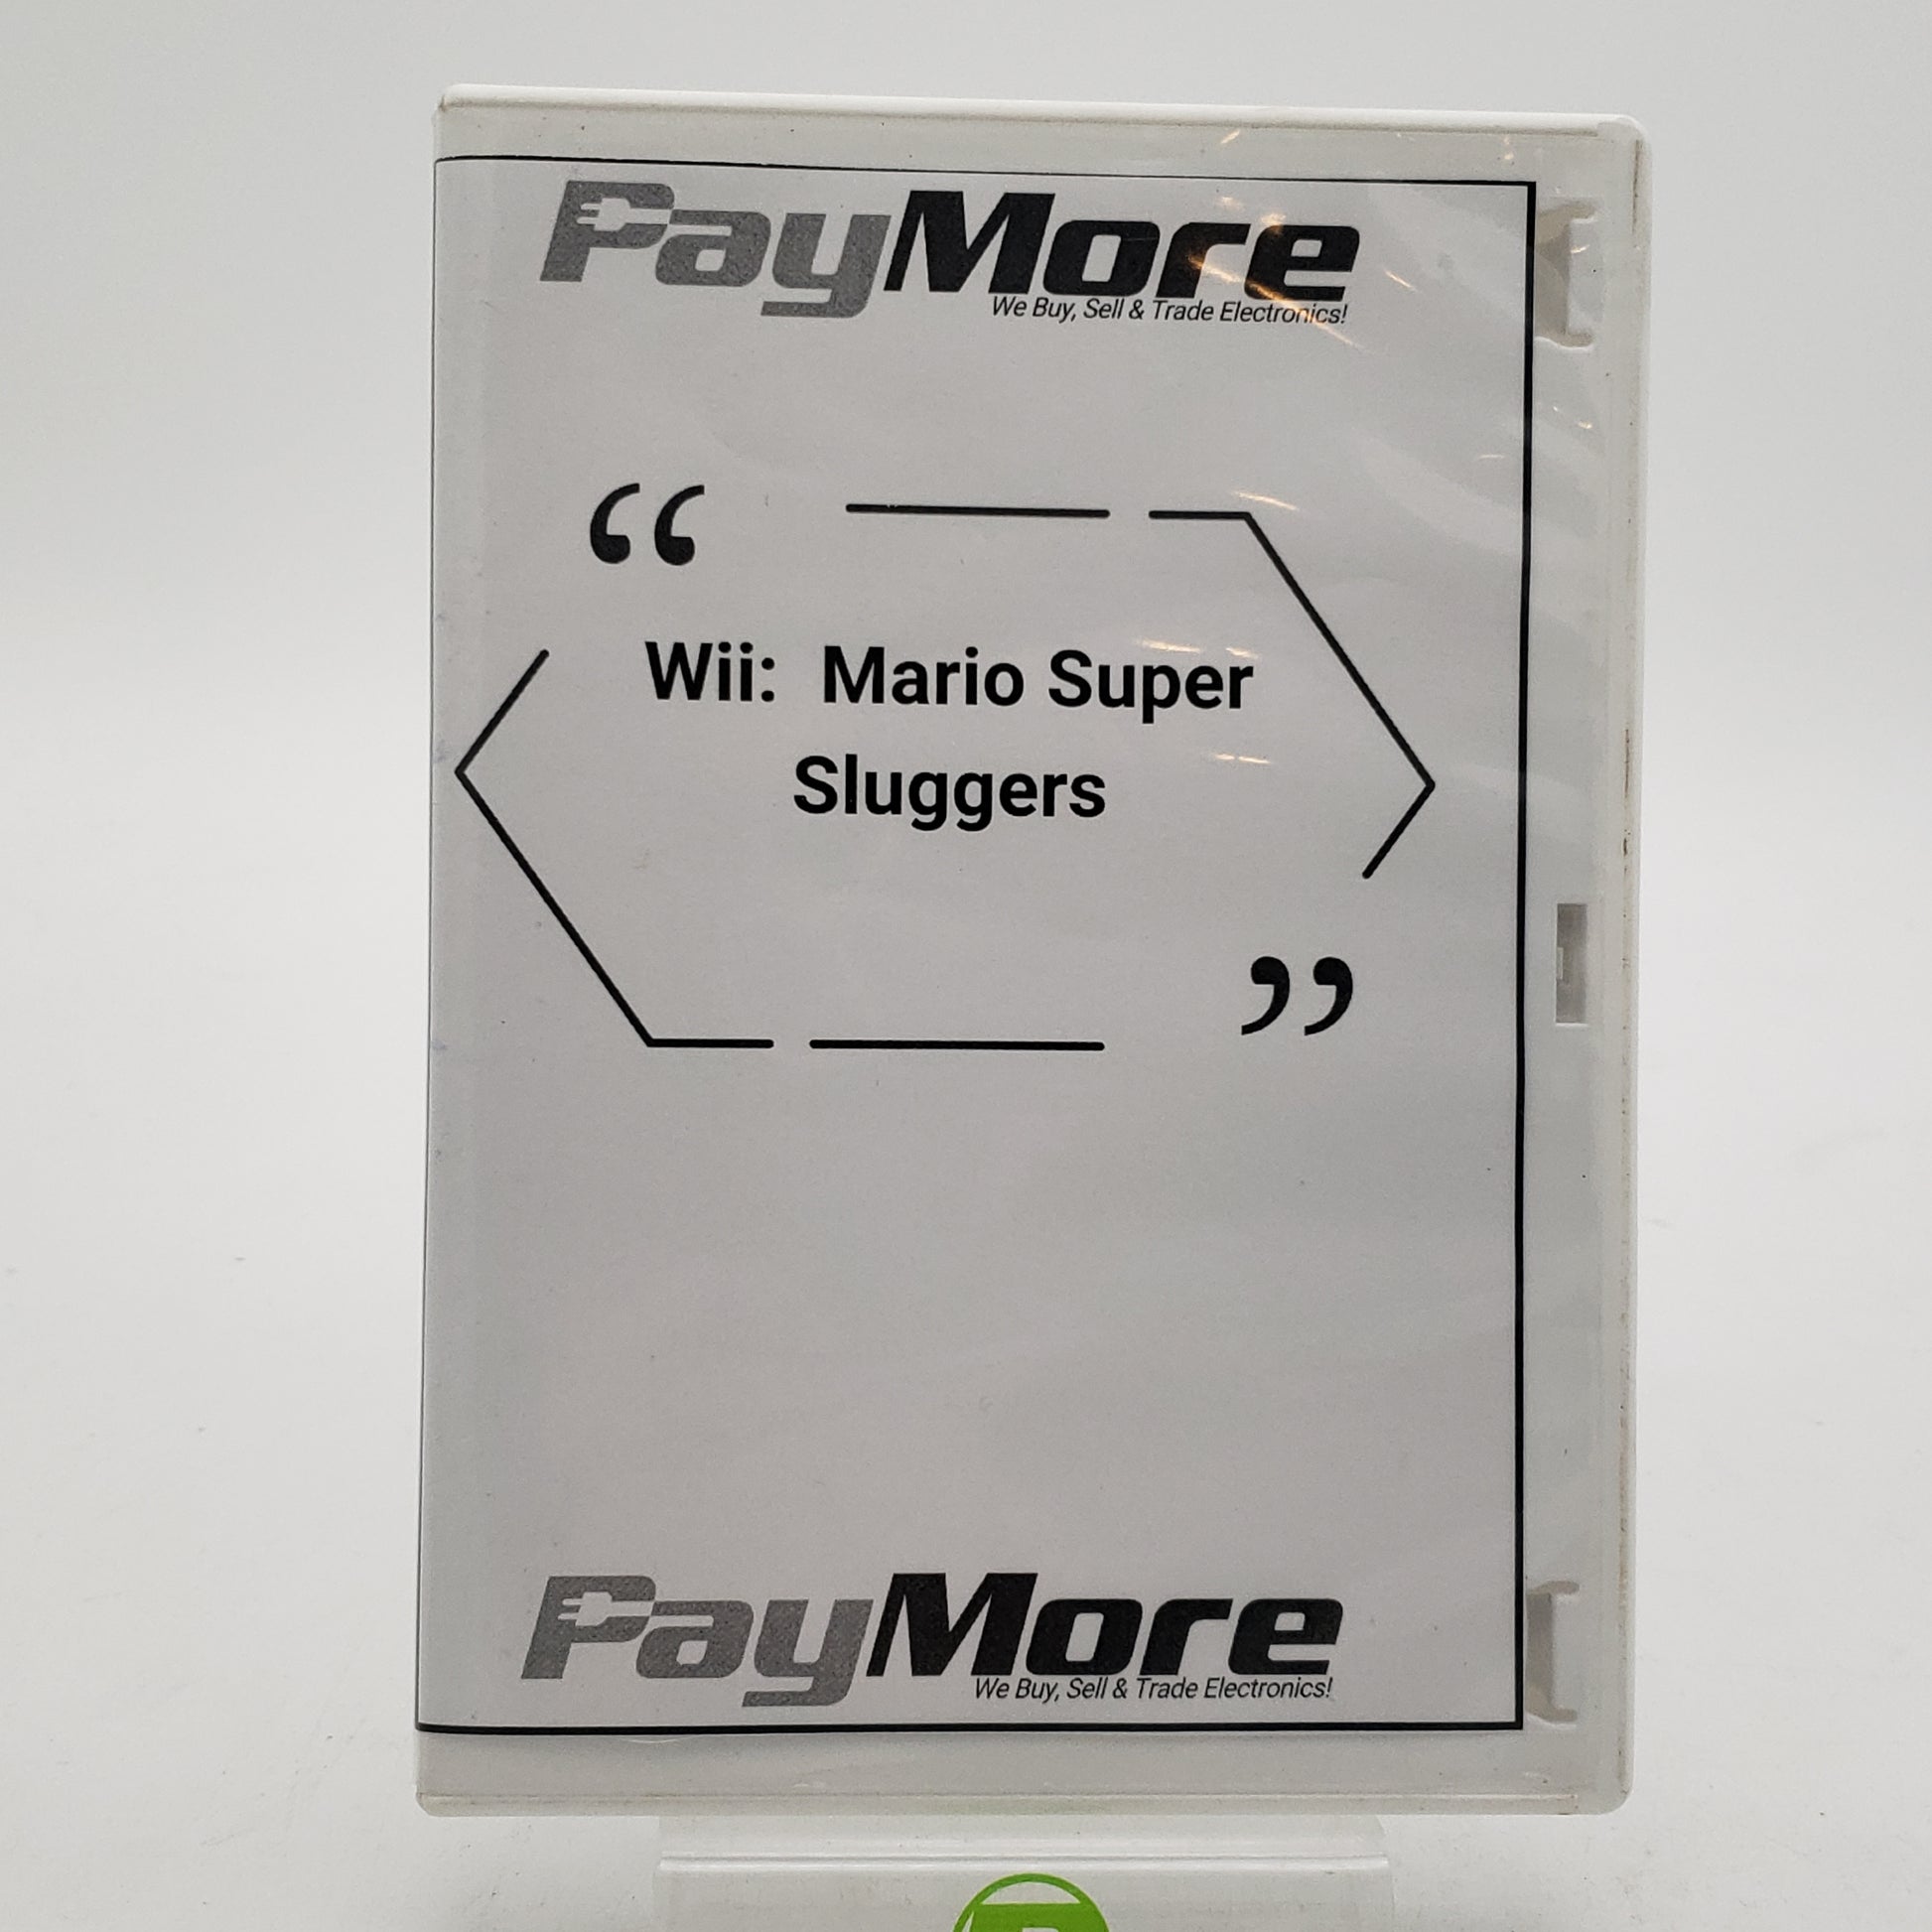 PayMore
We Buy, Sell & Trade Electronics!
“
Wii: Mario Super
Sluggers
”
PayMore
We Buy, Sell & Trade Electronics!